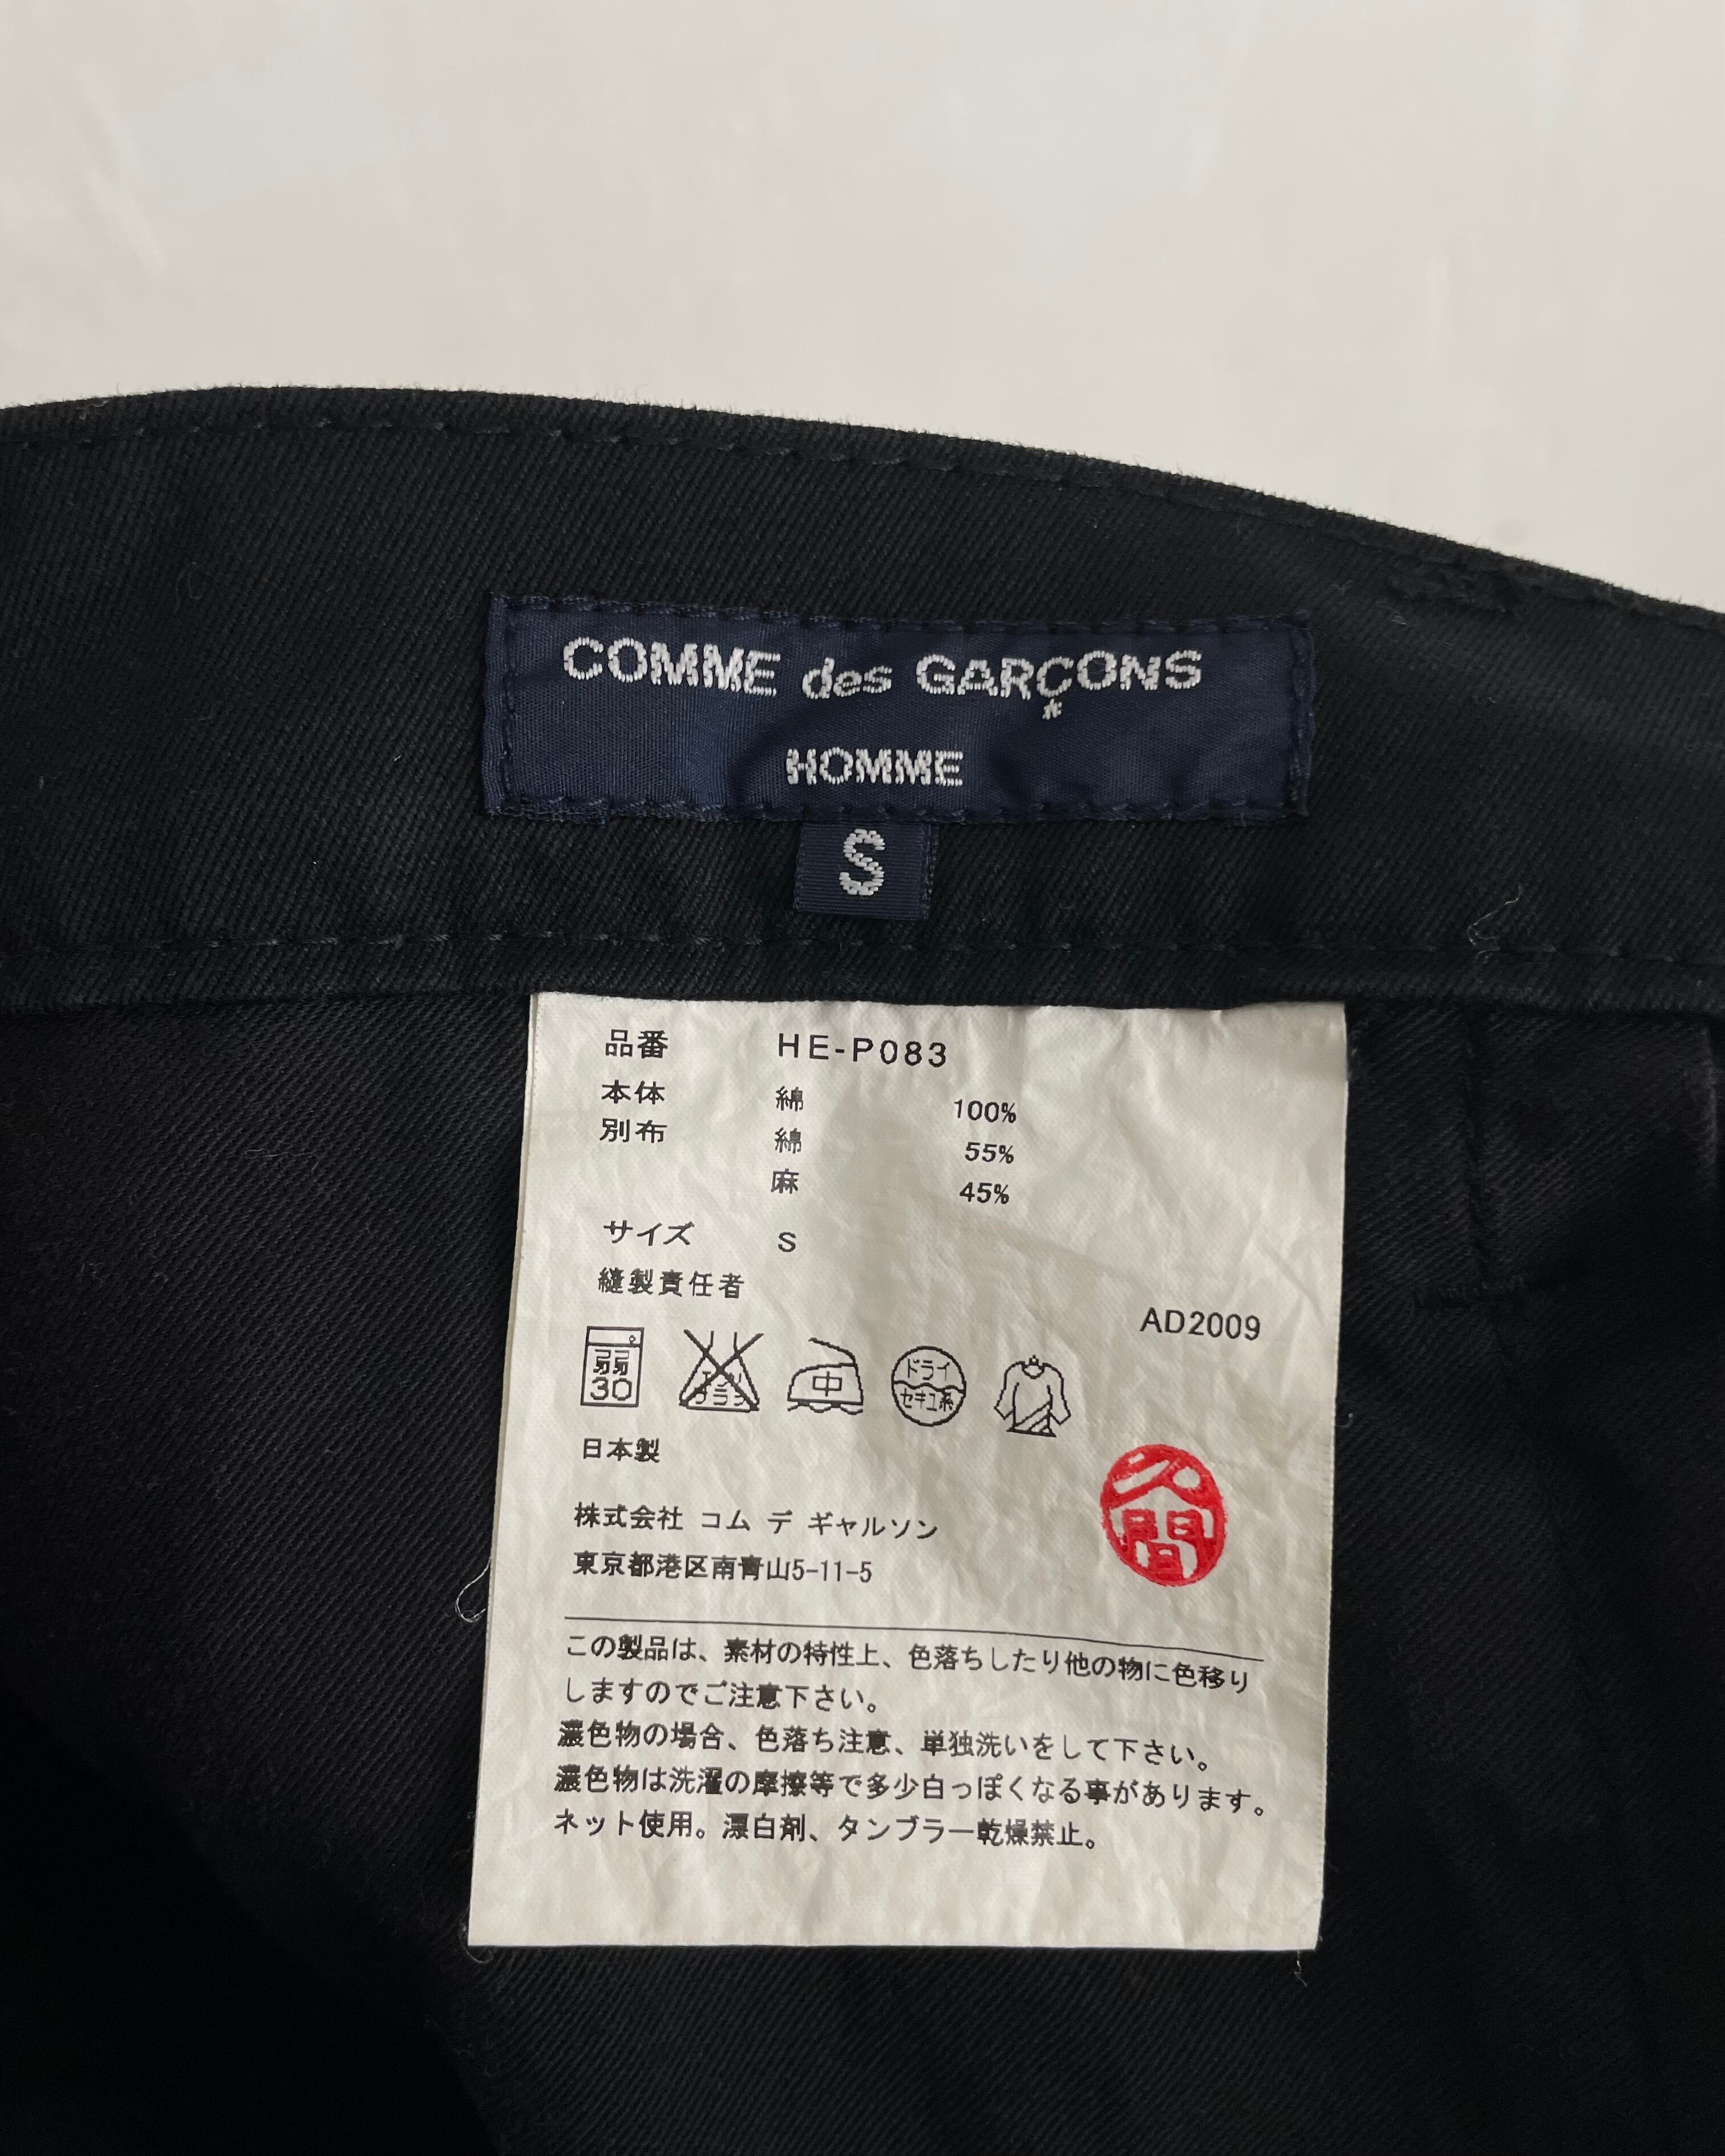 COMME des GARÇONS
HOMME
S
品番 HE-P083
本体 綿 100%
別布 綿 55%
麻 45%
サイズ S
縫製責任者
AD2009
弱 30
エンソ サラシ
中
ドライ セキユ系
日本製
久間
株式会社 コム デ ギャルソン
東京都港区南青山5-11-5
この製品は、素材の特性上、色落ちしたり他の物に色移り
しますのでご注意下さい。
濃色物の場合、色落ち注意、単独洗いをして下さい。
濃色物は洗濯の摩擦等で多少白っぽくなる事があります。
ネット使用。漂白剤、タンブラー乾燥禁止。